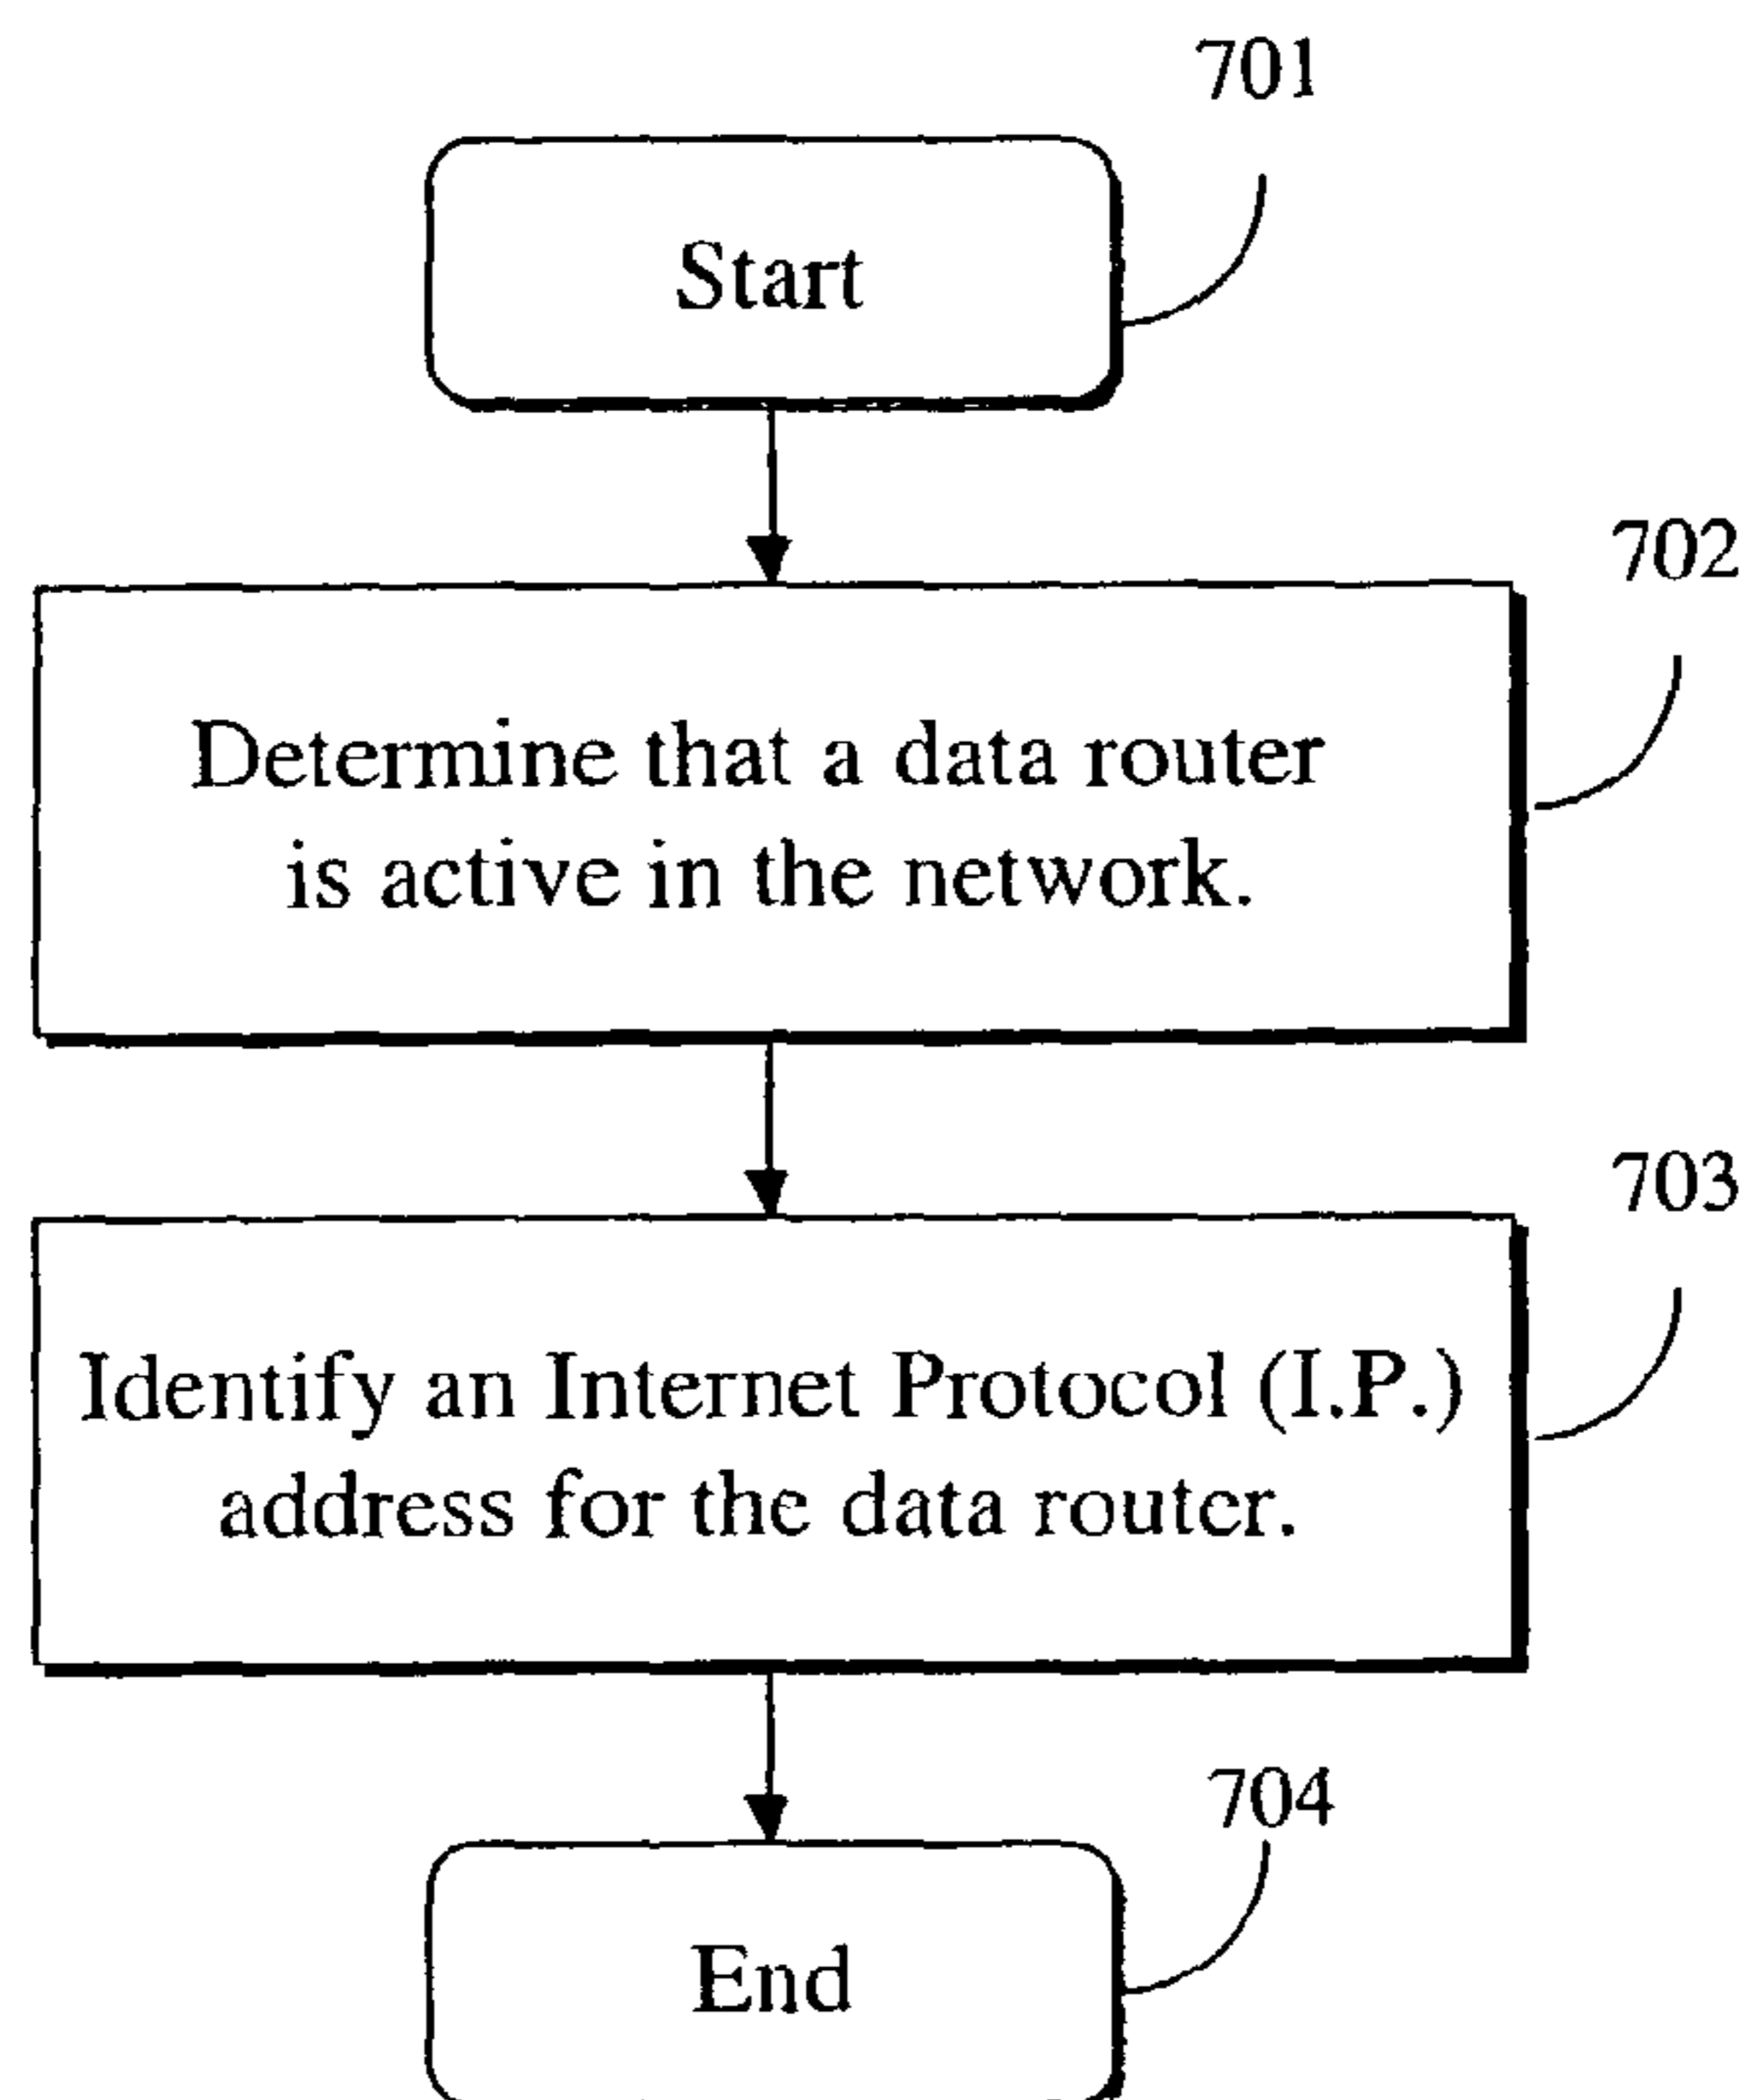 701
Start
702
Determine that a data router
is active in the network.
703
Identify an Internet Protocol (I.P.)
address for the data router.
704
End